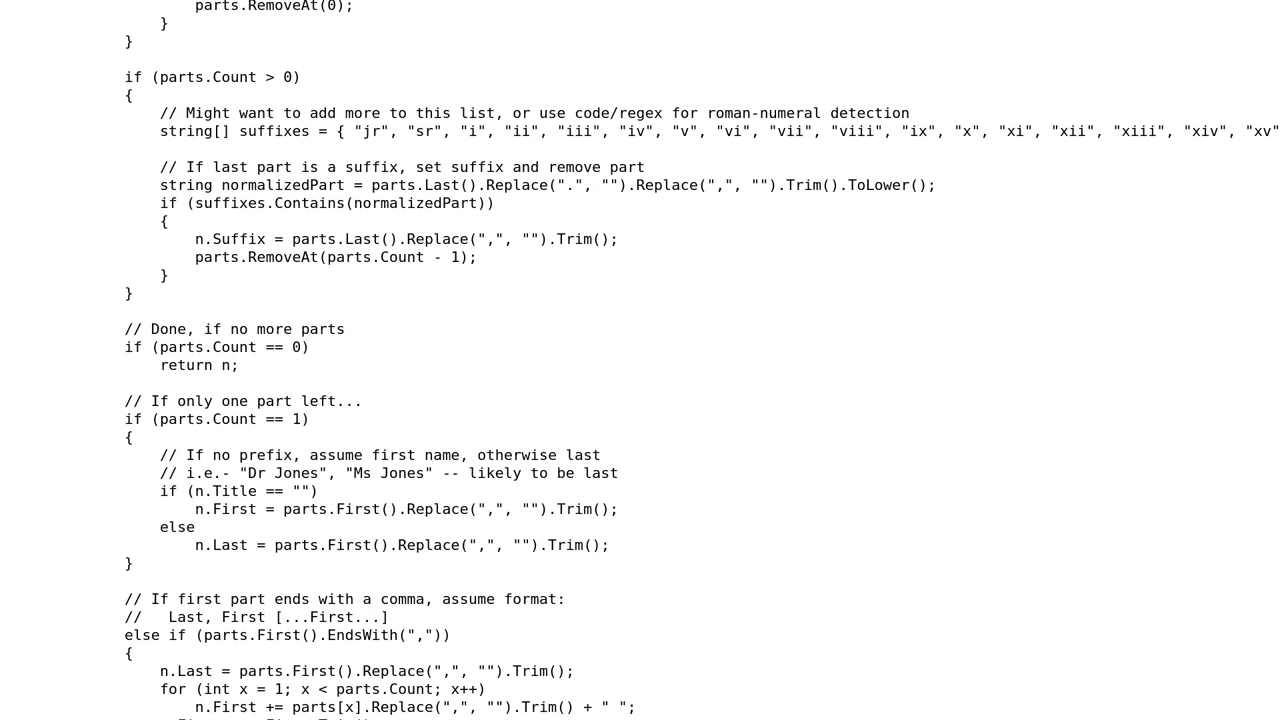 parts.RemoveAt(0);
}
}
if (parts.Count > 0)
{
// Might want to add more to this list, or use code/regex for roman-numeral detection
string[] suffixes = { "jr", "sr", "i", "ii", "iii", "iv", "v", "vi", "vii", "viii", "ix", "x", "xi", "xii", "xiii", "xiv", "xv"
// If last part is a suffix, set suffix and remove part
string normalizedPart = parts.Last().Replace(".", "").Replace(",", "").Trim().ToLower();
if (suffixes.Contains(normalizedPart))
{
n.Suffix = parts.Last().Replace(",", "").Trim();
parts.RemoveAt(parts.Count - 1);
}
}
// Done, if no more parts
if (parts.Count == 0)
return n;
// If only one part left...
if (parts.Count == 1)
{
// If no prefix, assume first name, otherwise last
// i.e.- "Dr Jones", "Ms Jones" -- likely to be last
if (n.Title == "")
n.First = parts.First().Replace(",", "").Trim();
else
n.Last = parts.First().Replace(",", "").Trim();
}
// If first part ends with a comma, assume format:
//   Last, First [...First...]
else if (parts.First().EndsWith(","))
{
n.Last = parts.First().Replace(",", "").Trim();
for (int x = 1; x < parts.Count; x++)
n.First += parts[x].Replace(",", "").Trim() + " ";